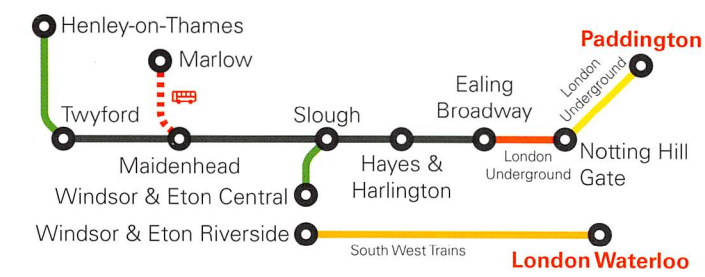 Henley-on-Thames
Marlow
Paddington
London
Underground
Ealing
Broadway
Twyford
Slough
Maidenhead
Hayes &
Harlington
London
Underground
Notting Hill
Gate
Windsor & Eton Central
Windsor & Eton Riverside
South West Trains
London Waterloo